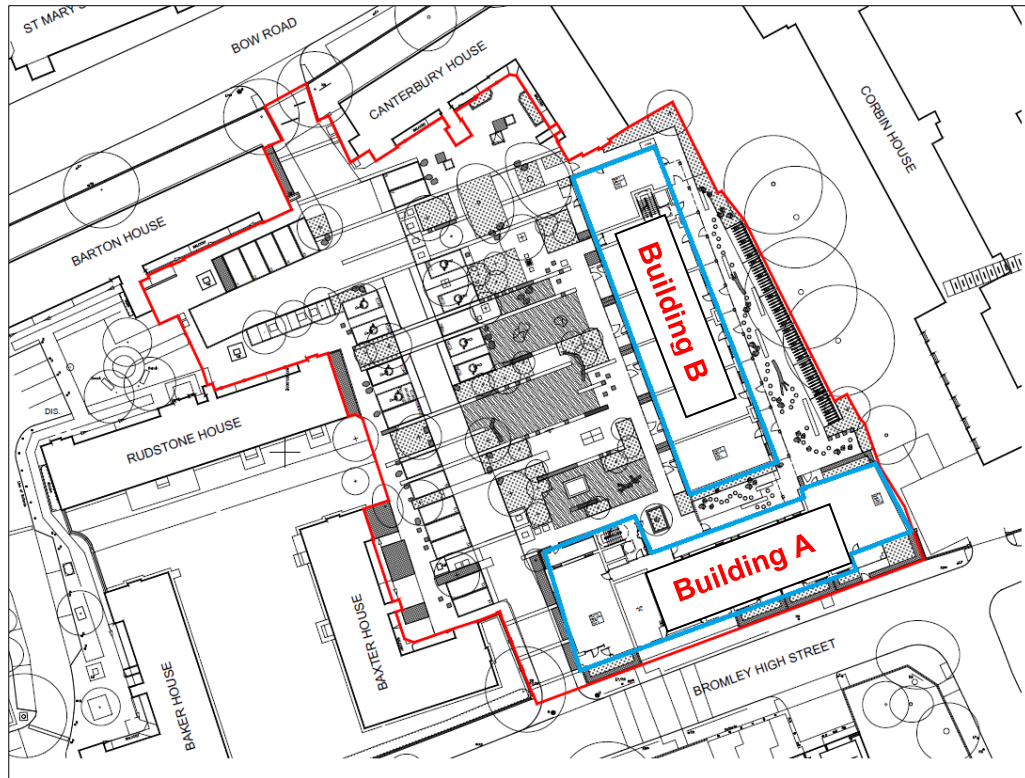 ST MARY S
BOW ROAD
CANTERBURY HOUSE
CORBIN HOUSE
BARTON HOUSE
Building B
DIS.
RUDSTONE HOUSE
Building A
BAXTER HOUSE
BROMLEY HIGH STREET
BAKER HOUSE